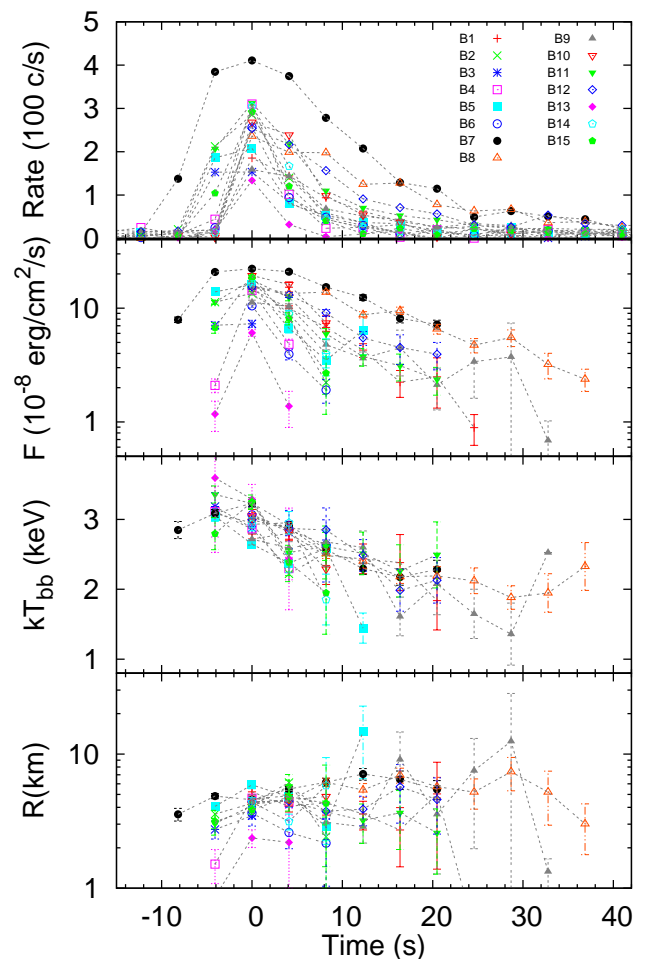 Rate (100 c/s)
5
4
3
2
1
0
B1
B2
B3
B4
B5
B6
B7
B8
B9
B10
B11
B12
B13
B14
B15
F (10⁻⁸ erg/cm²/s)
10
1
kT_bb (keV)
3
2
1
R(km)
10
1
-10 0 10 20 30 40
Time (s)